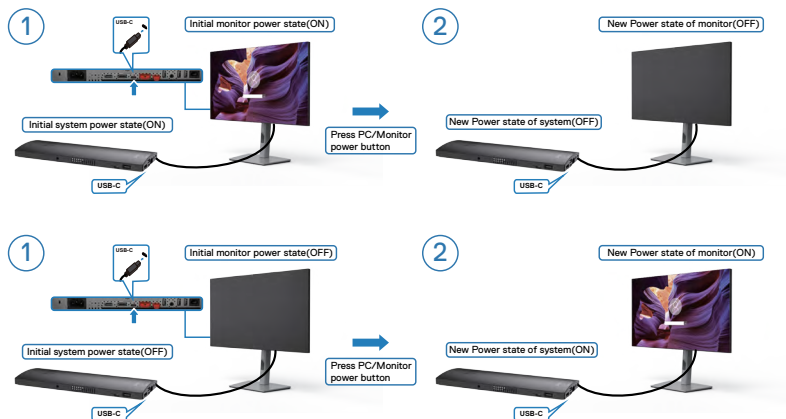 1
USB-C
Initial monitor power state(ON)
Initial system power state(ON)
USB-C
Press PC/Monitor
power button
2
New Power state of monitor(OFF)
New Power state of system(OFF)
USB-C
1
USB-C
Initial monitor power state(OFF)
Initial system power state(OFF)
USB-C
Press PC/Monitor
power button
2
New Power state of monitor(ON)
New Power state of system(ON)
USB-C